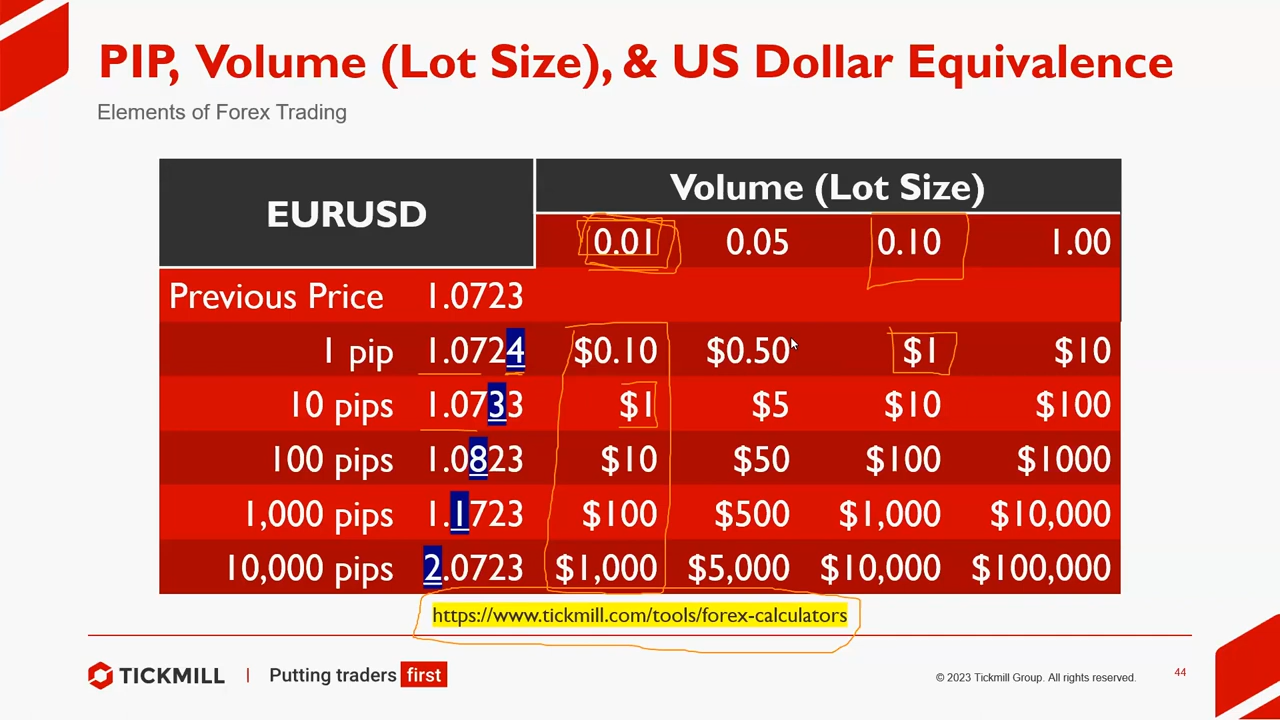 PIP, Volume (Lot Size), & US Dollar Equivalence
Elements of Forex Trading
EURUSD
Volume (Lot Size)
0.01 0.05 0.10 1.00
Previous Price 1.0723
1 pip 1.0724 $0.10 $0.50 $1 $10
10 pips 1.0733 $1 $5 $10 $100
100 pips 1.0823 $10 $50 $100 $1000
1,000 pips 1.1723 $100 $500 $1,000 $10,000
10,000 pips 2.0723 $1,000 $5,000 $10,000 $100,000
https://www.tickmill.com/tools/forex-calculators
TICKMILL | Putting traders first
© 2023 Tickmill Group. All rights reserved. 44